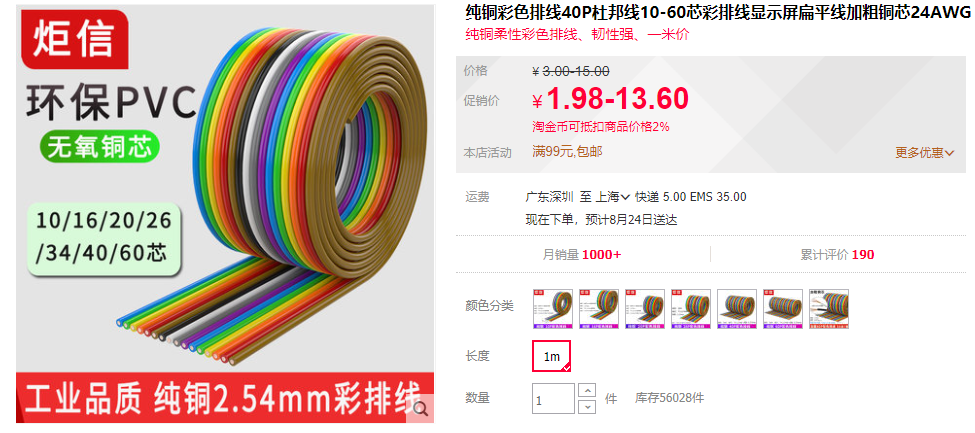 炬信
环保PVC
无氧铜芯
10/16/20/26
/34/40/60芯
工业品质 纯铜2.54mm彩排线
纯铜彩色排线40P杜邦线10-60芯彩排线显示屏扁平线加粗铜芯24AWG
纯铜柔性彩色排线、韧性强、一米价
价格 ¥ 3.00-15.00
促销价 ¥ 1.98-13.60
淘金币可抵扣商品价格2%
本店活动 满99元,包邮 更多优惠
运费 广东深圳 至 上海 快递 5.00 EMS 35.00
现在下单，预计8月24日送达
月销量 1000+ 累计评价 190
颜色分类
长度 1m
数量 1 件 库存56028件